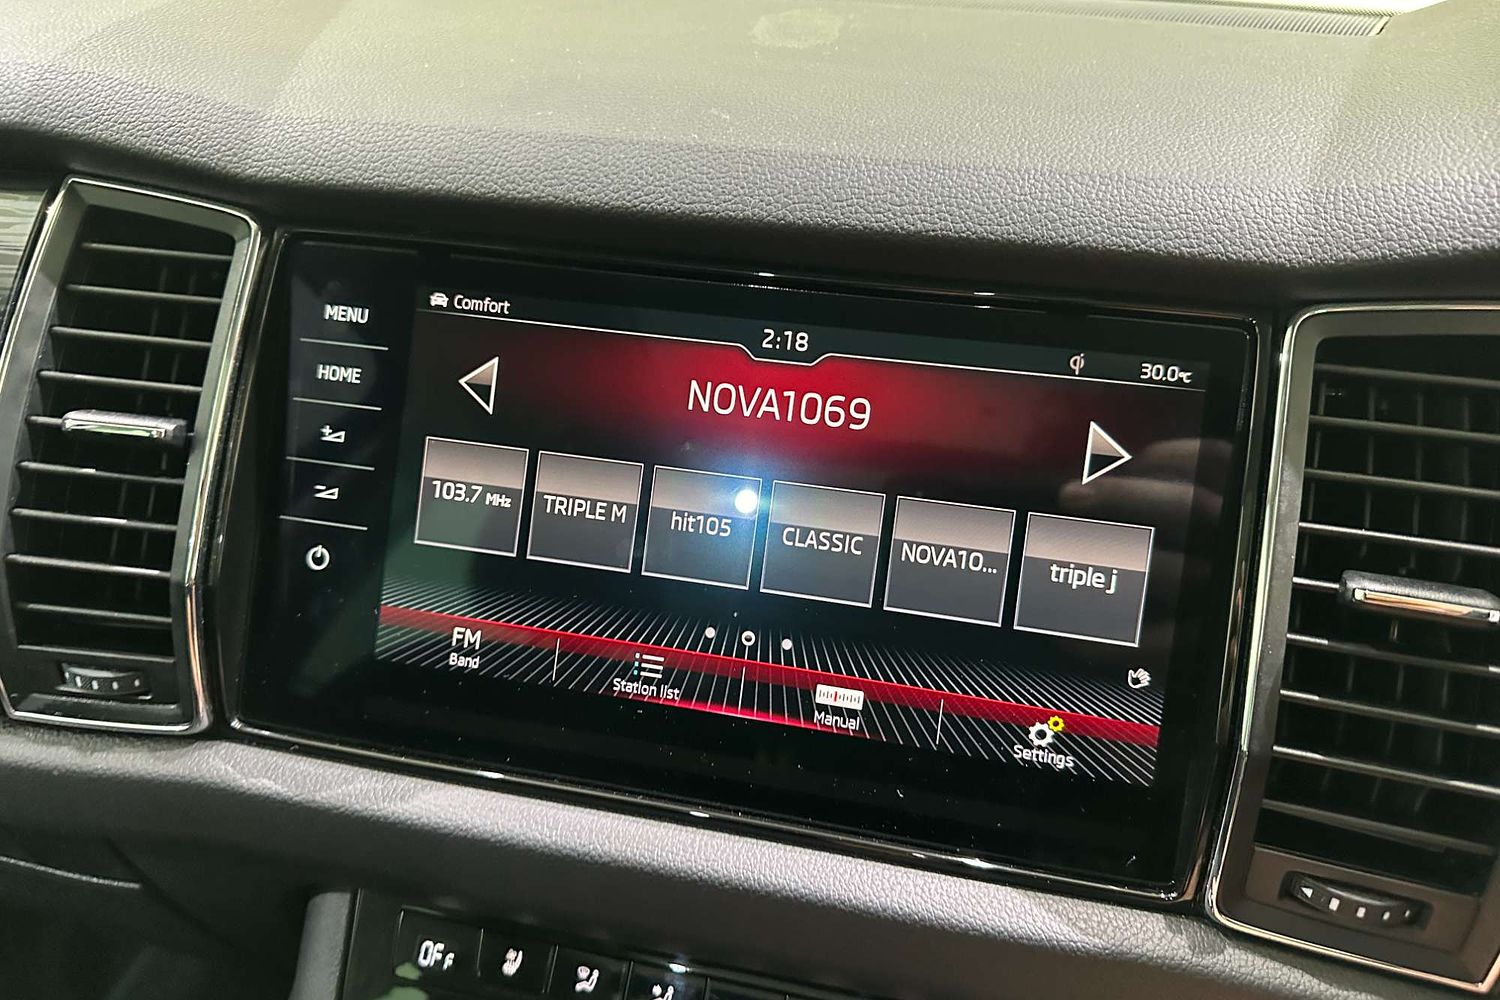 MENU
HOME
Comfort
2:18
30.0℃
NOVA1069
103.7 MHz
TRIPLE M
hit105
CLASSIC
NOVA10...
triple j
FM
Band
Station list
Manual
Settings
OFF